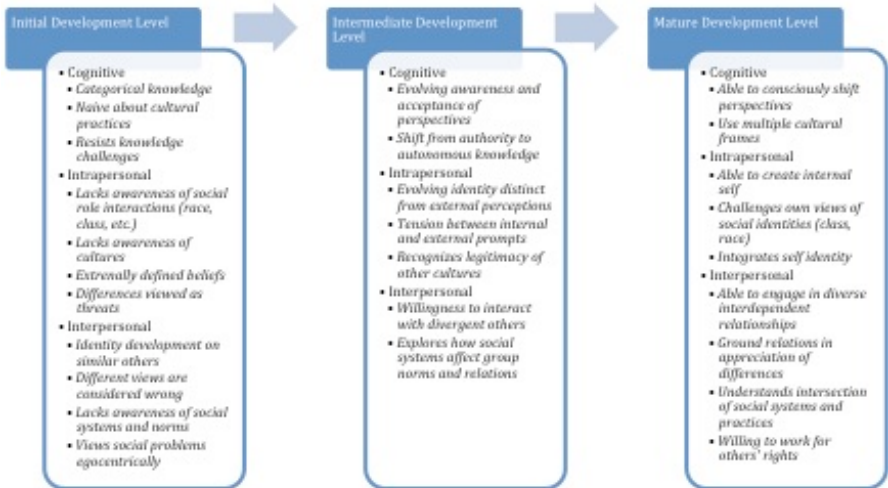 Initial Development Level
▪ Cognitive
▪ Categorical knowledge
▪ Naive about cultural
practices
▪ Resists knowledge
challenges
▪ Intrapersonal
▪ Lacks awareness of social
role interactions (race,
class, etc.)
▪ Lacks awareness of
cultures
▪ Extrenally defined beliefs
▪ Differences viewed as
threats
▪ Interpersonal
▪ Identity development on
similar others
▪ Different views are
considered wrong
▪ Lacks awareness of social
systems and norms
▪ Views social problems
egocentrically
Intermediate Development
Level
▪ Cognitive
▪ Evolving awareness and
acceptance of
perspectives
▪ Shift from authority to
autonomous knowledge
▪ Intrapersonal
▪ Evolving identity distinct
from external perceptions
▪ Tension between internal
and external prompts
▪ Recognizes legitimacy of
other cultures
▪ Interpersonal
▪ Willingness to interact
with divergent others
▪ Explores how social
systems affect group
norms and relations
Mature Development Level
▪ Cognitive
▪ Able to consciously shift
perspectives
▪ Use multiple cultural
frames
▪ Intrapersonal
▪ Able to create internal
self
▪ Challenges own views of
social identities (class,
race)
▪ Integrates self identity
▪ Interpersonal
▪ Able to engage in diverse
interdependent
relationships
▪ Ground relations in
appreciation of
differences
▪ Understands intersection
of social systems and
practices
▪ Willing to work for
others' rights